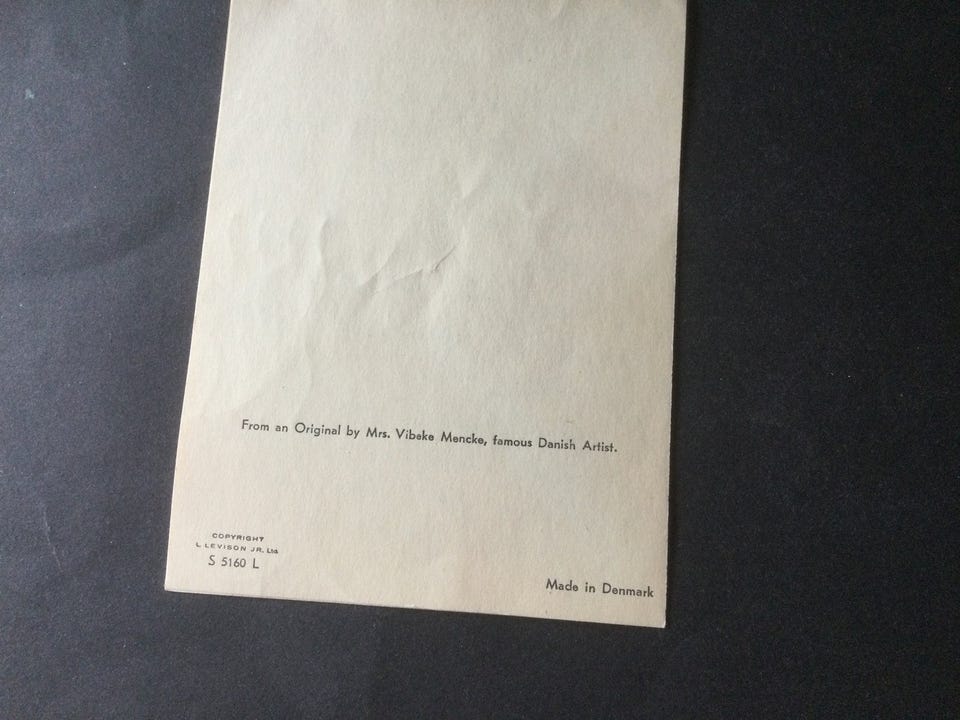 From an Original by Mrs. Vibeke Mencke, famous Danish Artist.
COPYRIGHT
L LEVISON JR. Ltd.
S 5160 L
Made in Denmark